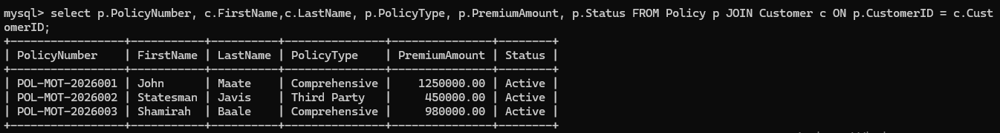 mysql> select p.PolicyNumber, c.FirstName,c.LastName, p.PolicyType, p.PremiumAmount, p.Status FROM Policy p JOIN Customer c ON p.CustomerID = c.Cust
omerID;
+-----------------+-----------+----------+---------------+---------------+--------+
| PolicyNumber    | FirstName | LastName | PolicyType    | PremiumAmount | Status |
+-----------------+-----------+----------+---------------+---------------+--------+
| POL-MOT-2026001 | John      | Maate    | Comprehensive |    1250000.00 | Active |
| POL-MOT-2026002 | Statesman | Javis    | Third Party   |     450000.00 | Active |
| POL-MOT-2026003 | Shamirah  | Baale    | Comprehensive |     980000.00 | Active |
+-----------------+-----------+----------+---------------+---------------+--------+